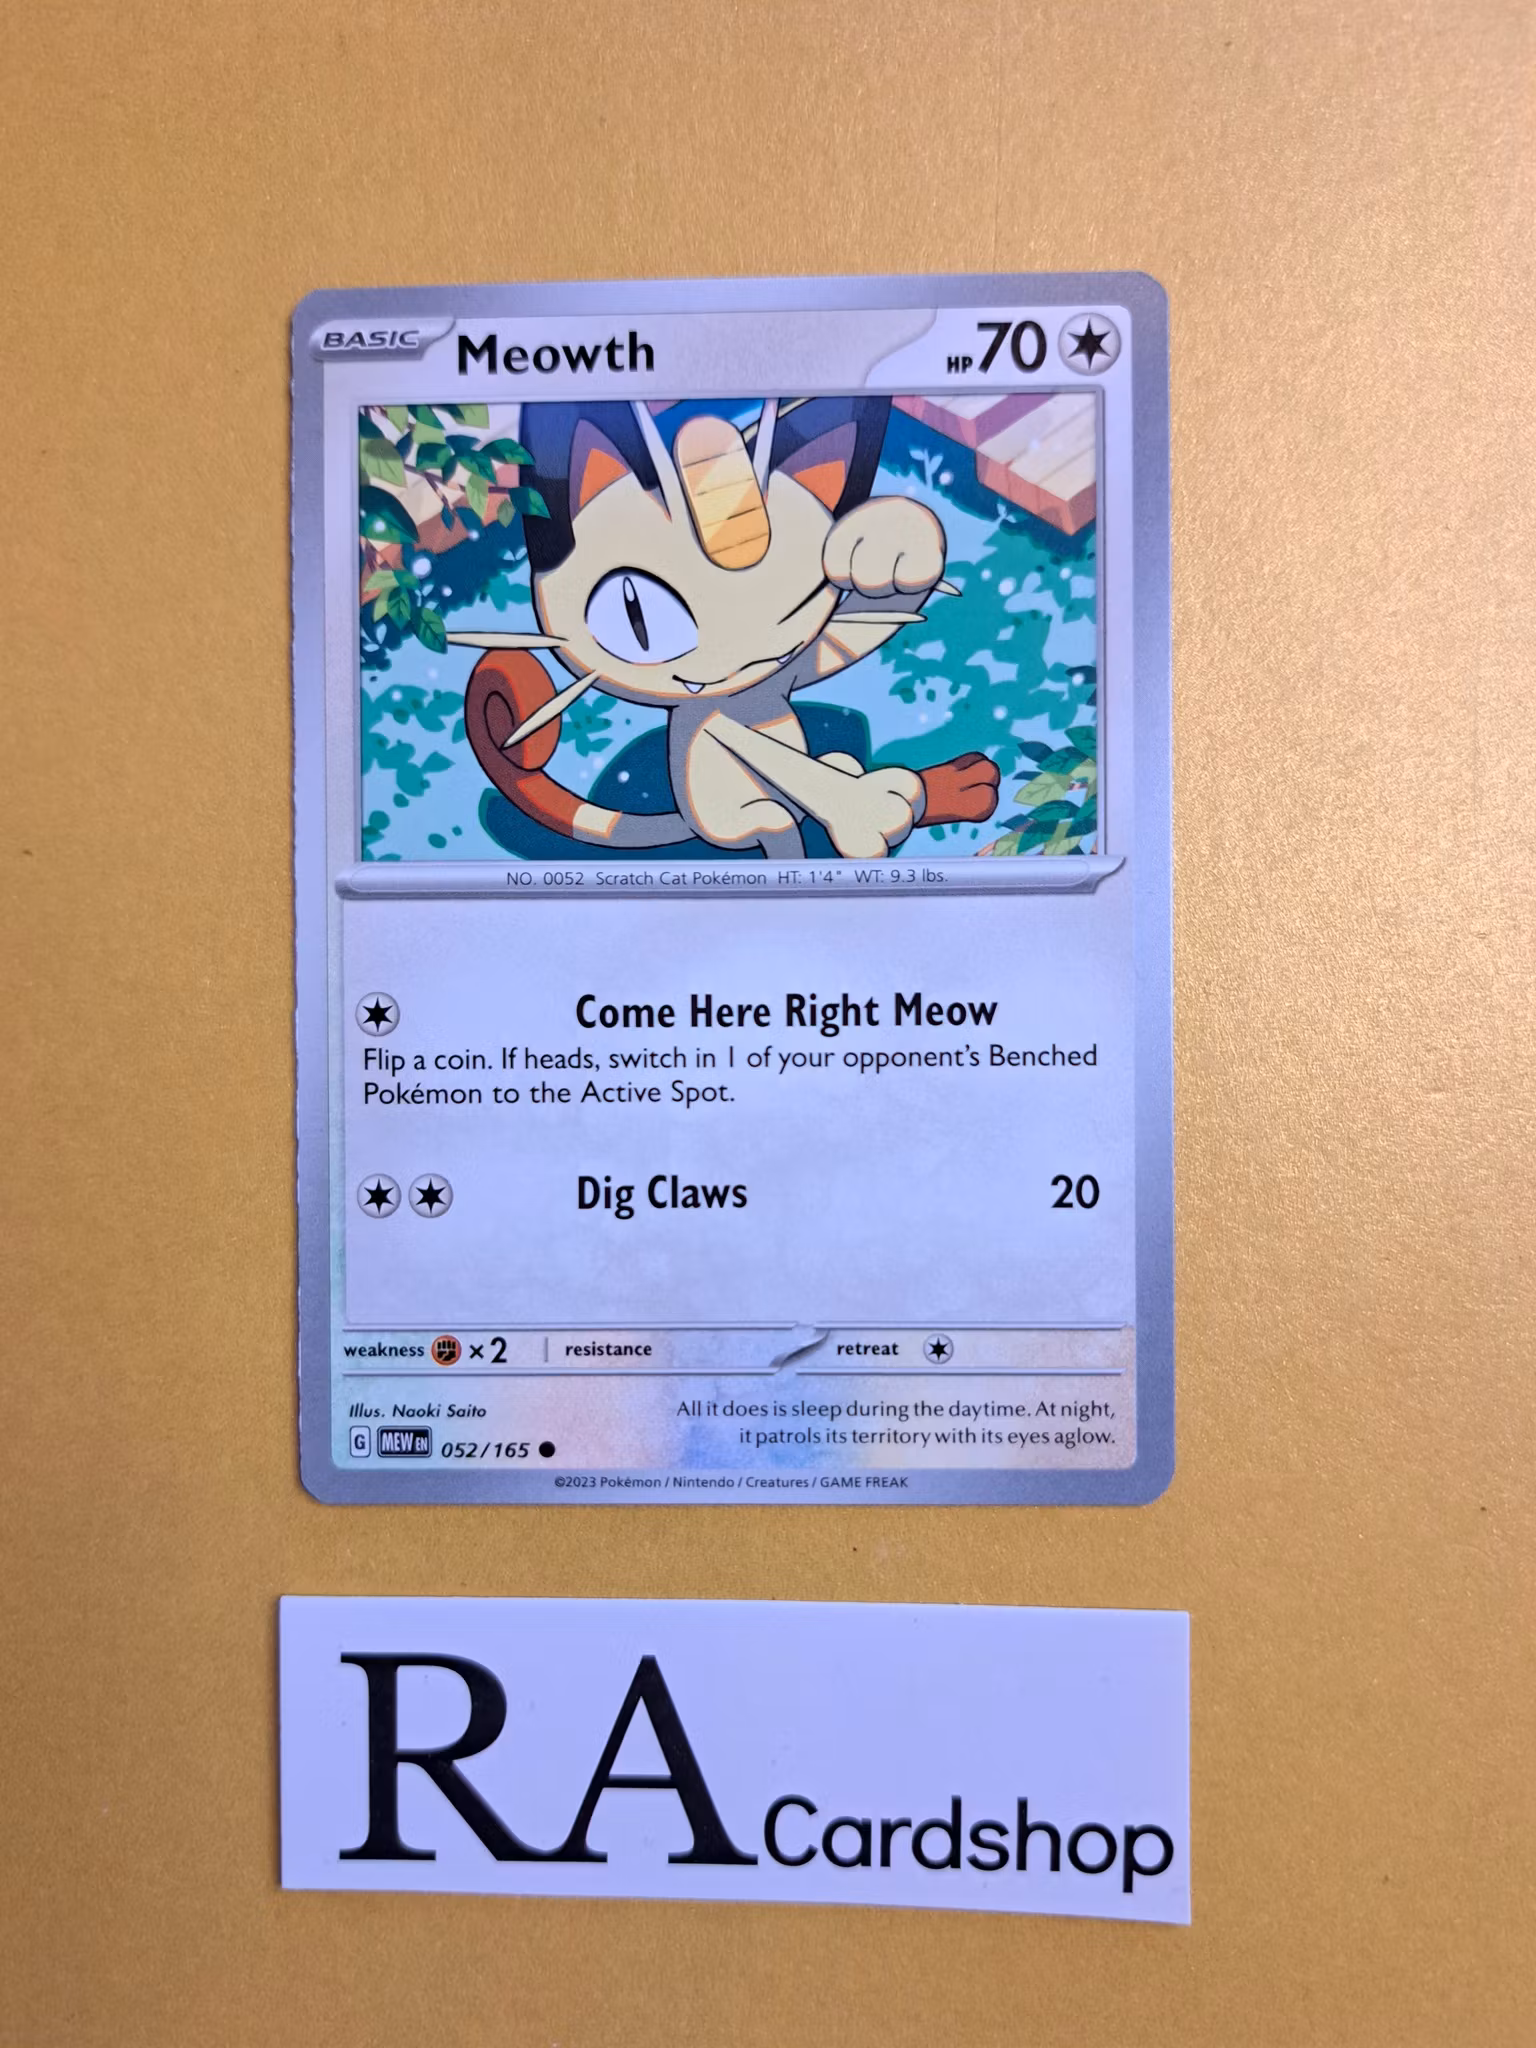 BASIC Meowth HP 70
NO. 0052 Scratch Cat Pokémon HT: 1'4" WT: 9.3 lbs.
Come Here Right Meow
Flip a coin. If heads, switch in 1 of your opponent's Benched
Pokémon to the Active Spot.
Dig Claws 20
weakness ×2 resistance retreat
Illus. Naoki Saito
All it does is sleep during the daytime. At night,
it patrols its territory with its eyes aglow.
G MEW EN 052/165
©2023 Pokémon / Nintendo / Creatures / GAME FREAK
RA Cardshop